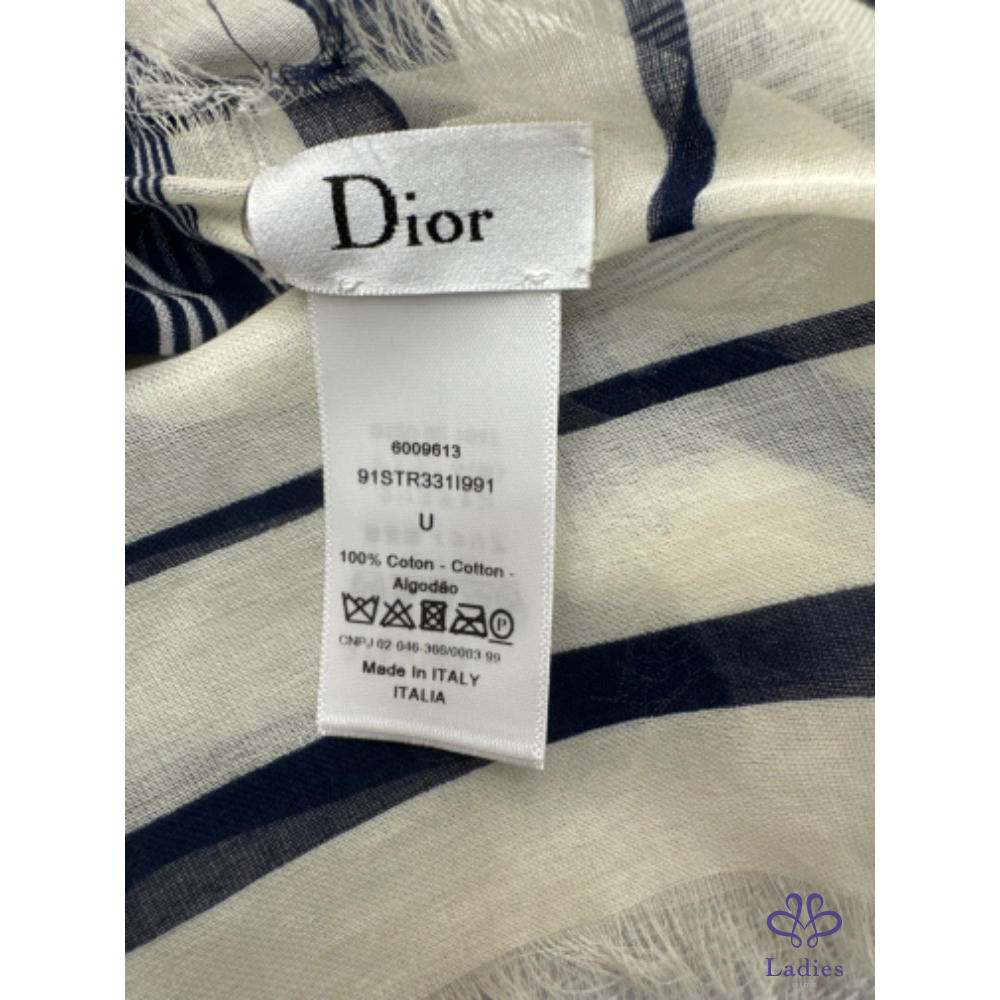 Dior
6009613
91STR331I991
U
100% Coton - Cotton -
Algodão
P
CNPJ 02 046-366/0003 99
Made In ITALY
ITALIA
Ladies